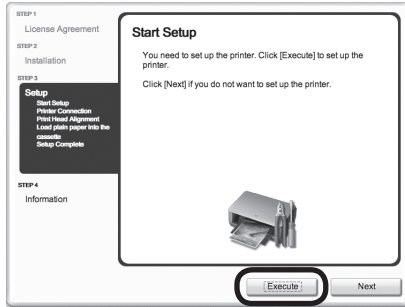 STEP 1
License Agreement
STEP 2
Installation
STEP 3
Setup
Start Setup
Printer Connection
Print Head Alignment
Load plain paper into the
cassette
Setup Complete
STEP 4
Information
Start Setup
You need to set up the printer. Click [Execute] to set up the
printer.
Click [Next] if you do not want to set up the printer.
Execute
Next